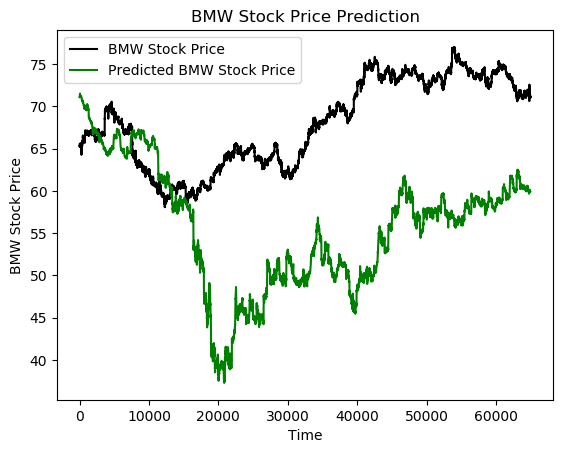 BMW Stock Price Prediction
BMW Stock Price
Predicted BMW Stock Price
BMW Stock Price
75
70
65
60
55
50
45
40
0 10000 20000 30000 40000 50000 60000
Time